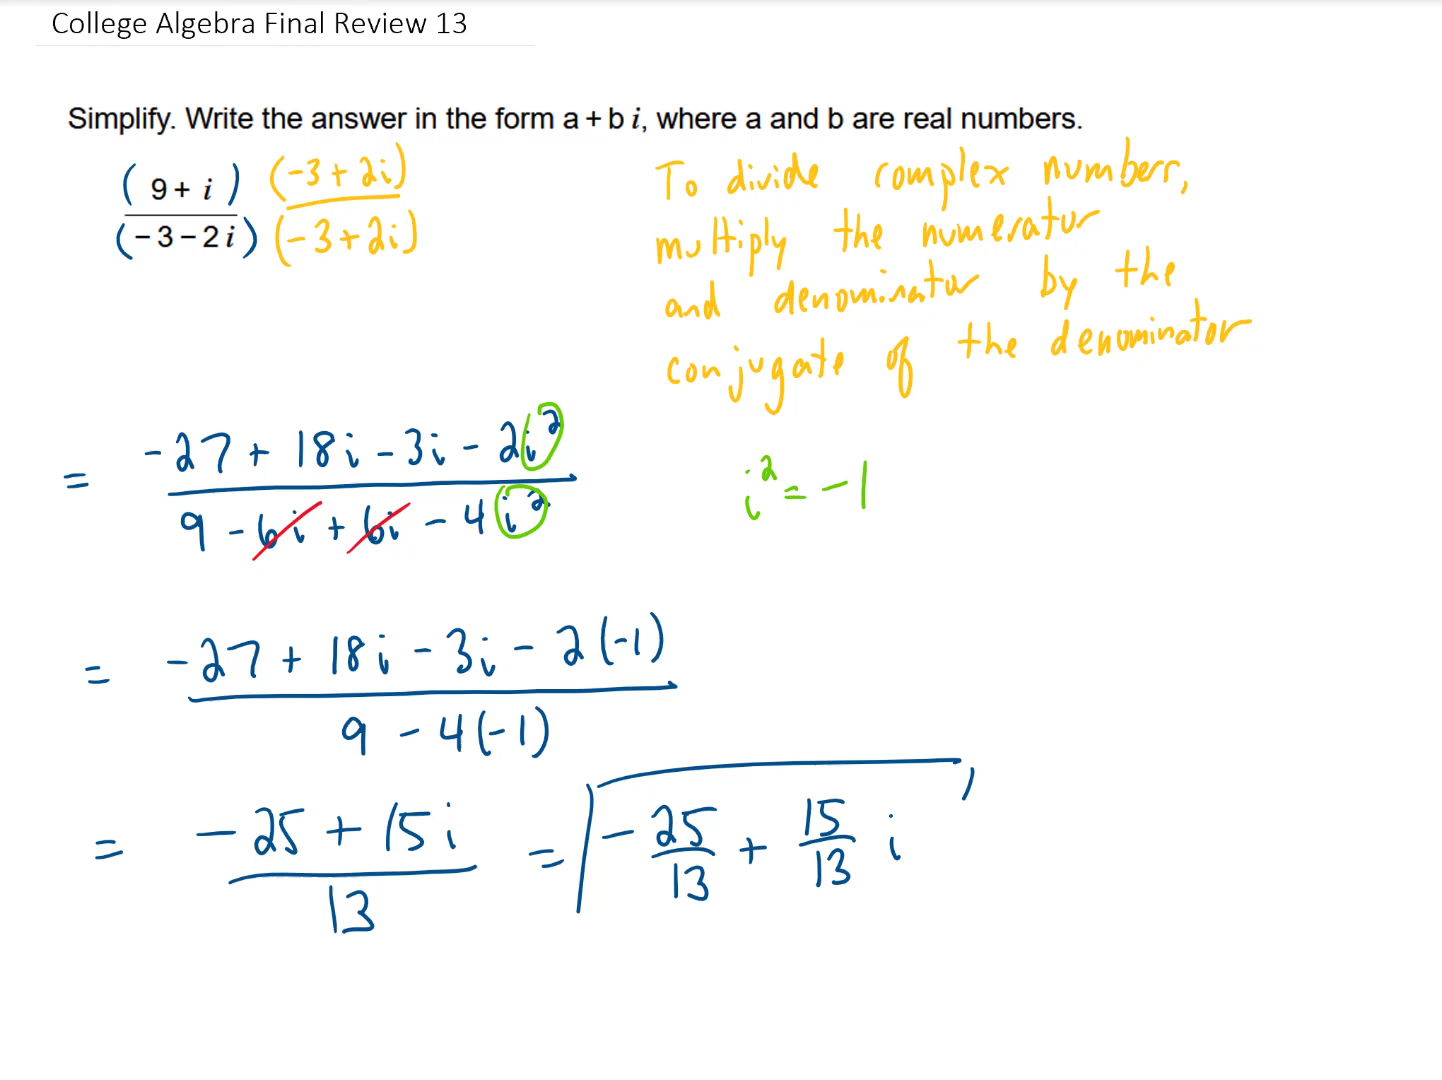 College Algebra Final Review 13
Simplify. Write the answer in the form a + b i, where a and b are real numbers.
( 9 + i ) (-3 + 2i)
(-3 - 2 i) (-3 + 2i)
To divide complex numbers,
multiply the numerator
and denominator by the
conjugate of the denominator
= -27 + 18i - 3i - 2i²
9 - 6i + 6i - 4i²
i² = -1
= -27 + 18i - 3i - 2(-1)
9 - 4(-1)
= -25 + 15i
13
= -25/13 + 15/13 i